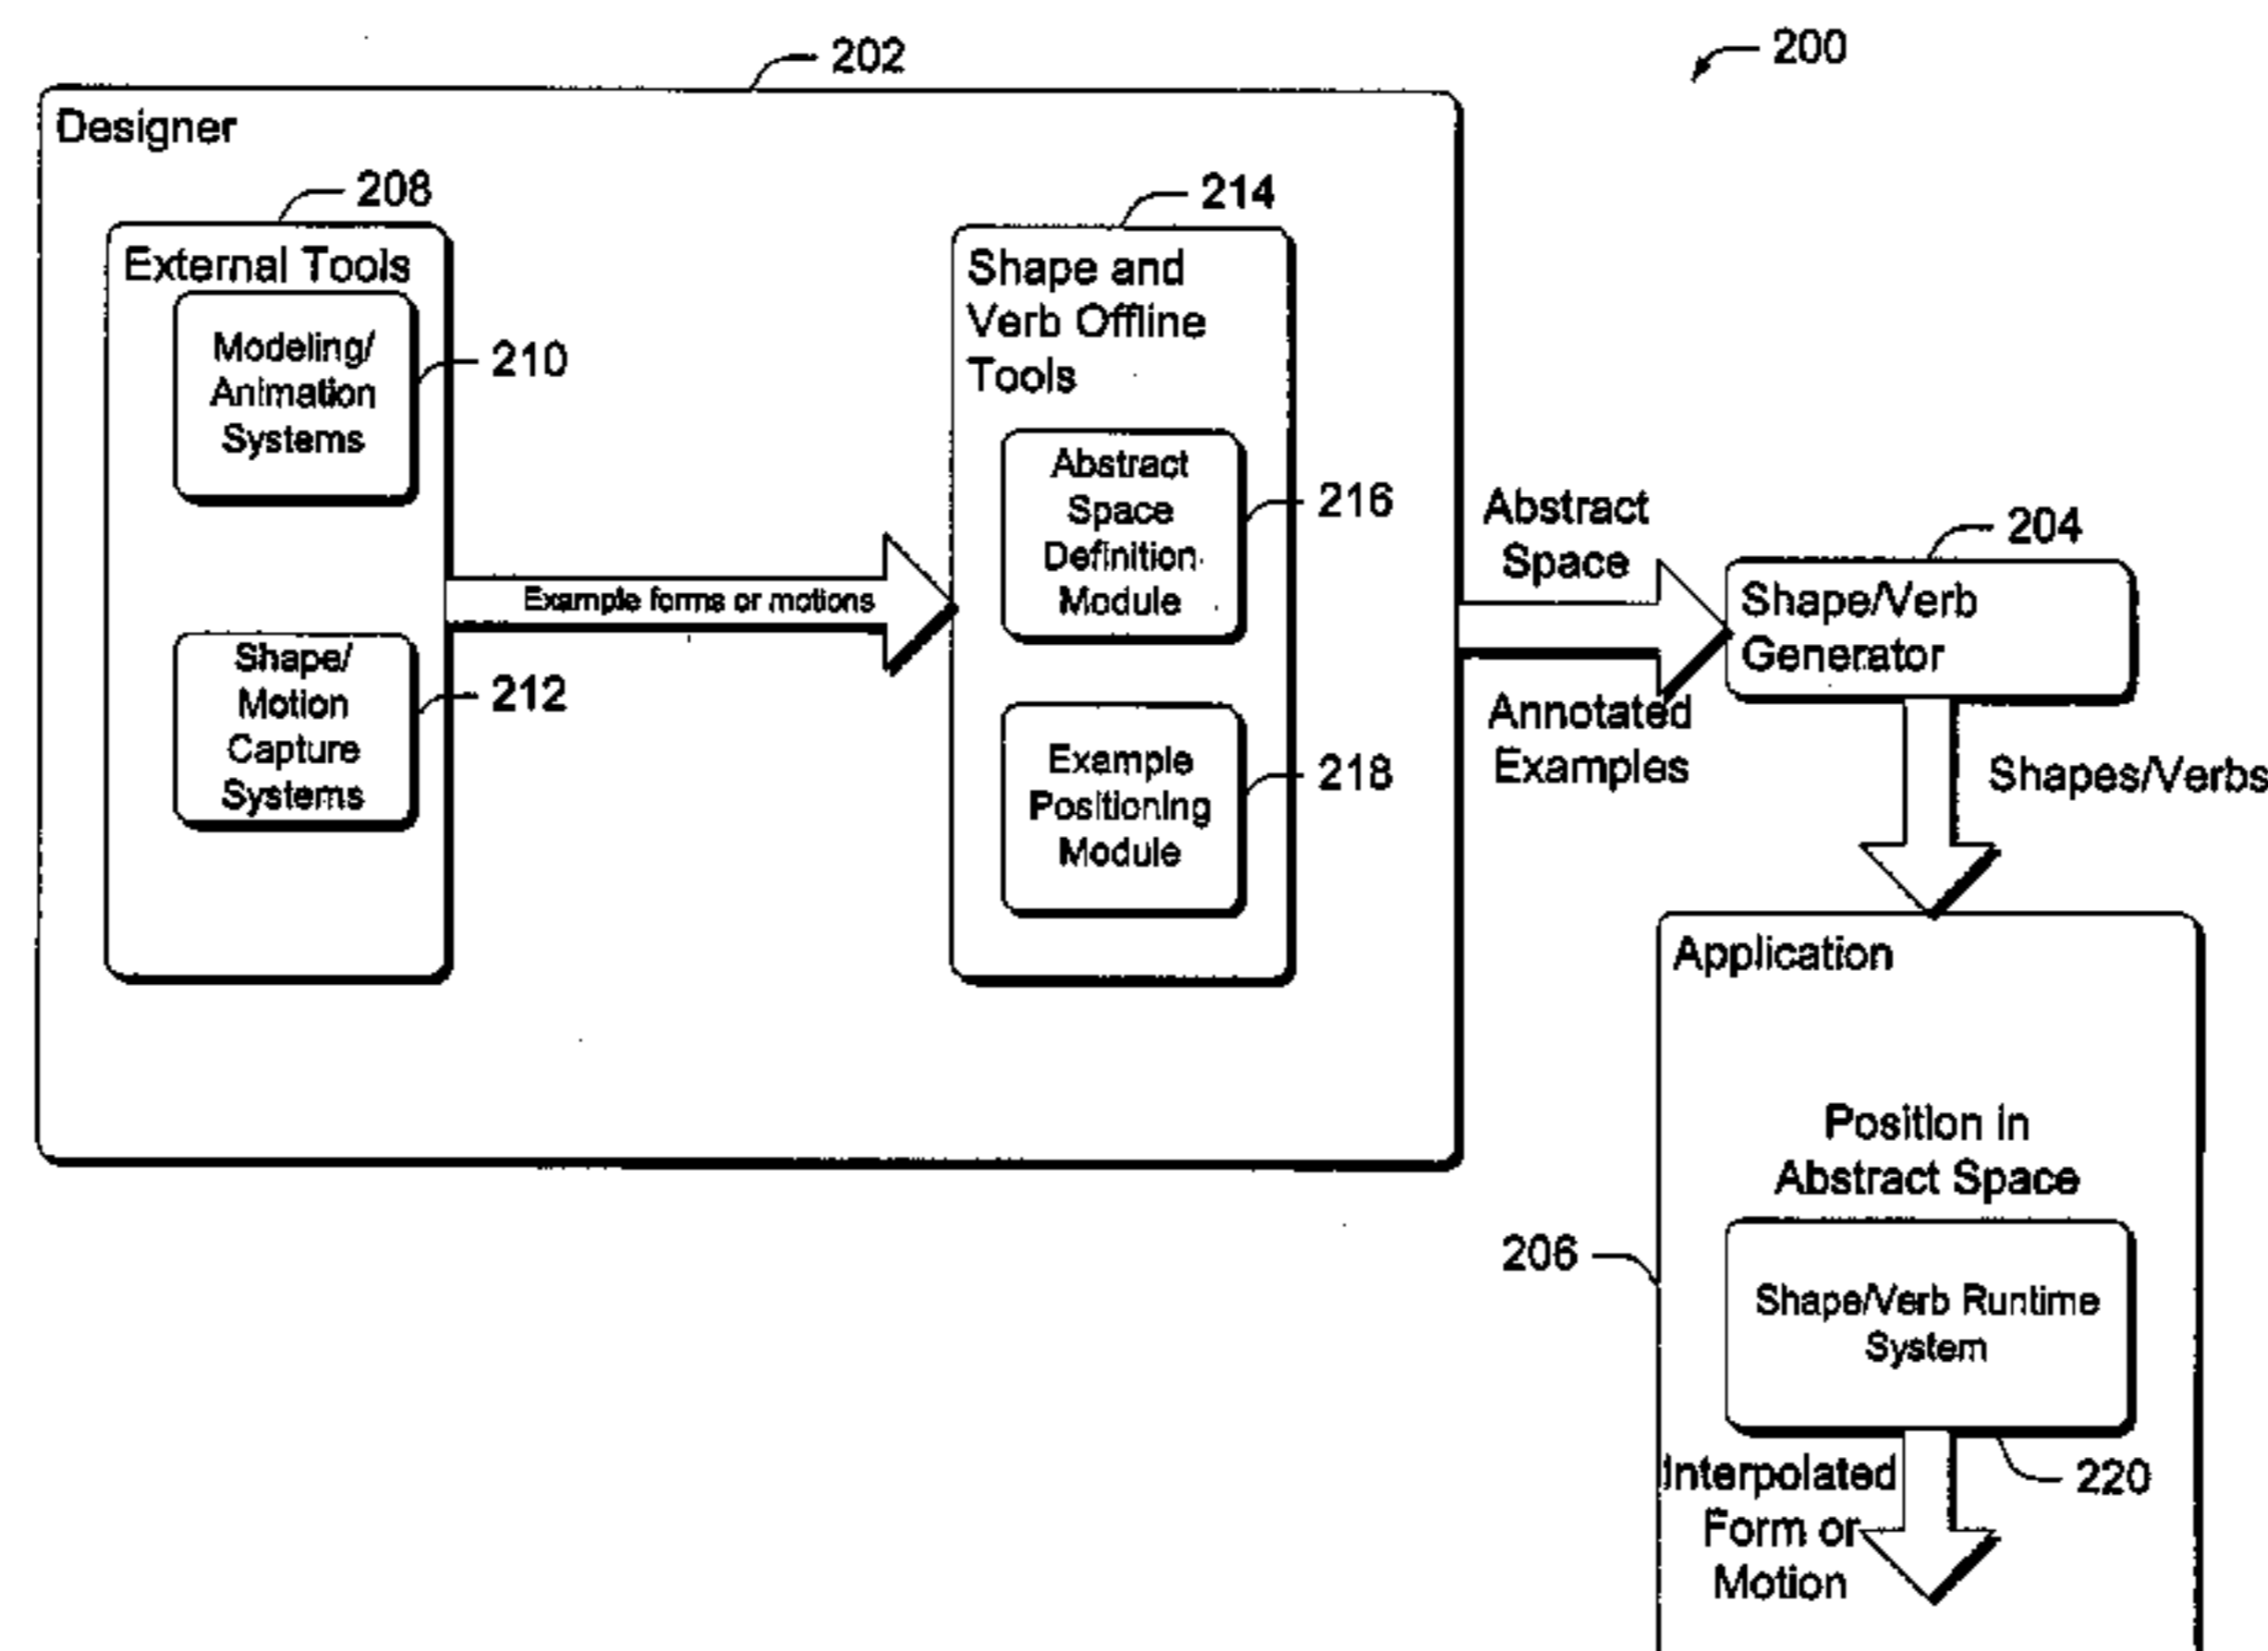 202
200
Designer
208
214
External Tools
Modeling/
Animation
Systems
210
Shape/
Motion
Capture
Systems
212
Example forms or motions
Shape and
Verb Offline
Tools
Abstract
Space
Definition
Module
216
Example
Positioning
Module
218
Abstract
Space
Annotated
Examples
204
Shape/Verb
Generator
Shapes/Verbs
Application
Position in
Abstract Space
206
Shape/Verb Runtime
System
220
Interpolated
Form or
Motion